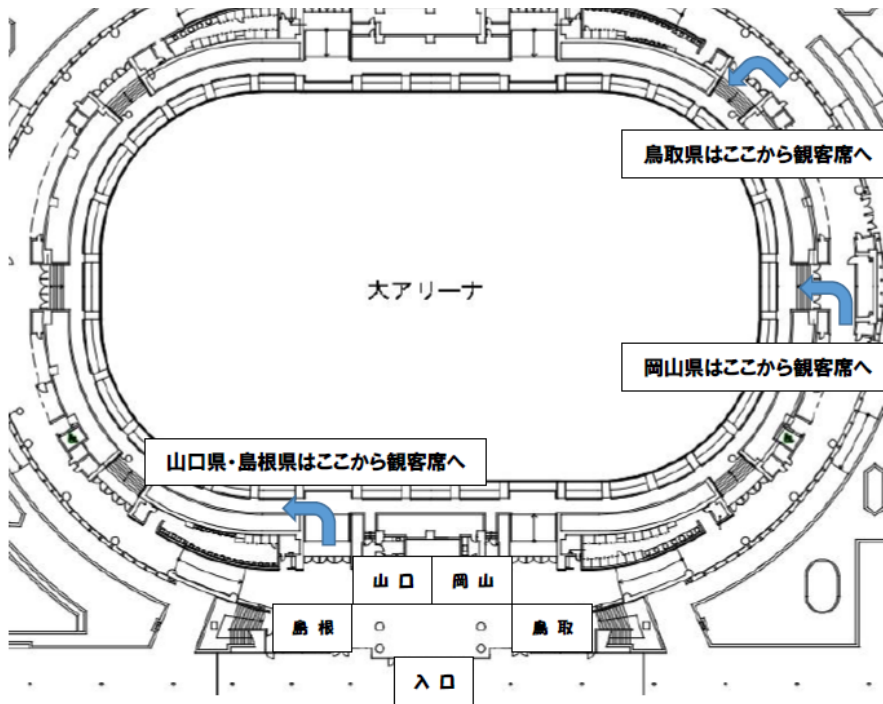 鳥取県はここから観客席へ
大アリーナ
岡山県はここから観客席へ
山口県・島根県はここから観客席へ
山口
岡山
島根
鳥取
入口